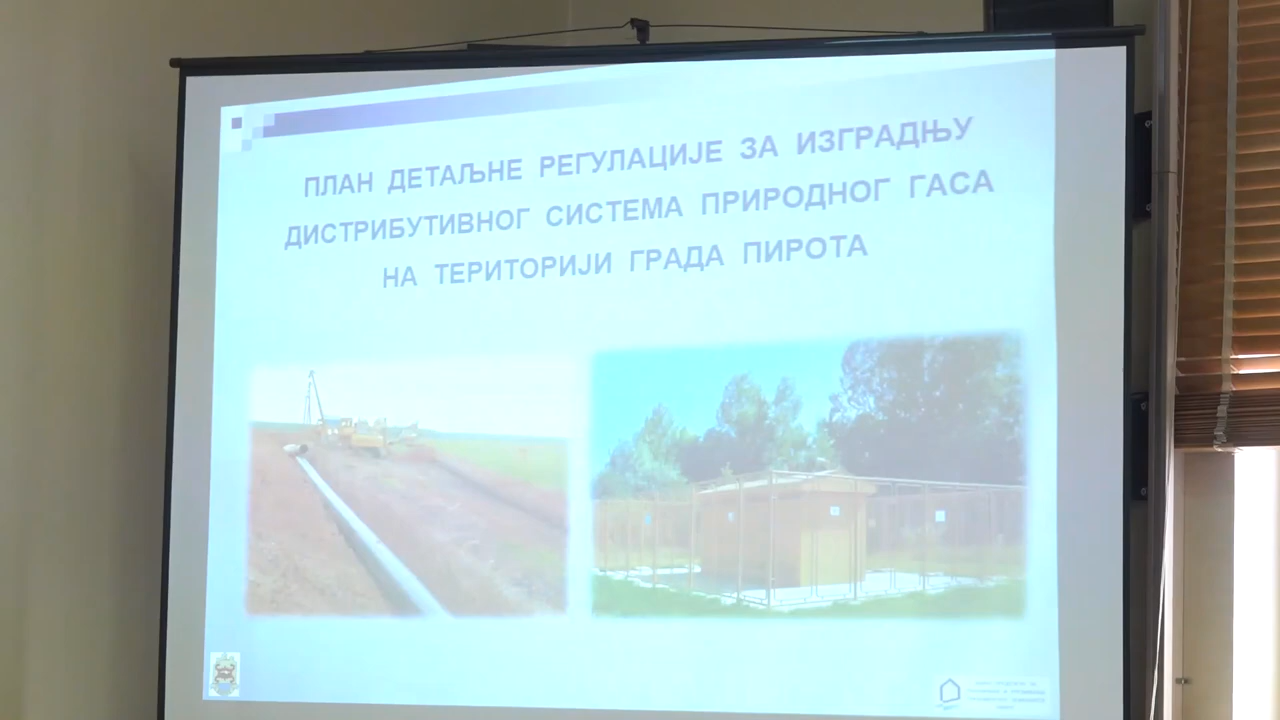 ПЛАН ДЕТАЉНЕ РЕГУЛАЦИЈЕ ЗА ИЗГРАДЊУ
ДИСТРИБУТИВНОГ СИСТЕМА ПРИРОДНОГ ГАСА
НА ТЕРИТОРИЈИ ГРАДА ПИРОТА